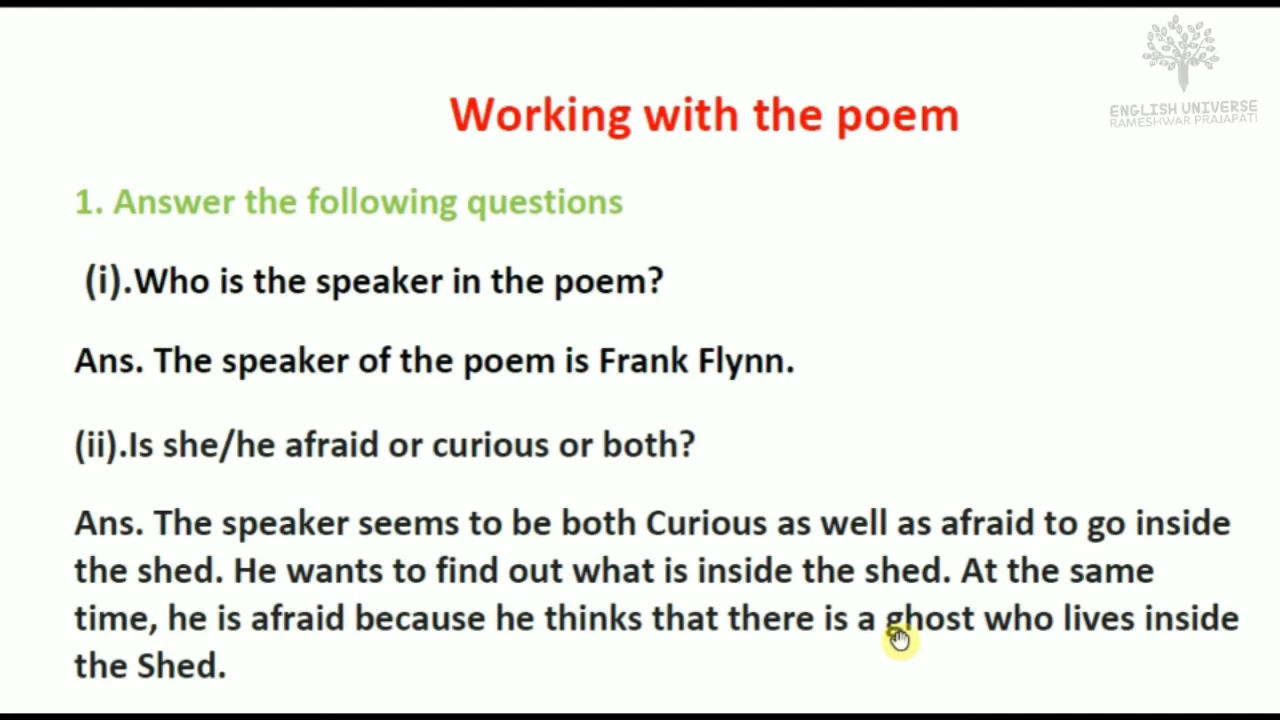 ENGLISH UNIVERSE
RAMESHWAR PRAJAPATI
Working with the poem
1. Answer the following questions
(i).Who is the speaker in the poem?
Ans. The speaker of the poem is Frank Flynn.
(ii).Is she/he afraid or curious or both?
Ans. The speaker seems to be both Curious as well as afraid to go inside
the shed. He wants to find out what is inside the shed. At the same
time, he is afraid because he thinks that there is a ghost who lives inside
the Shed.